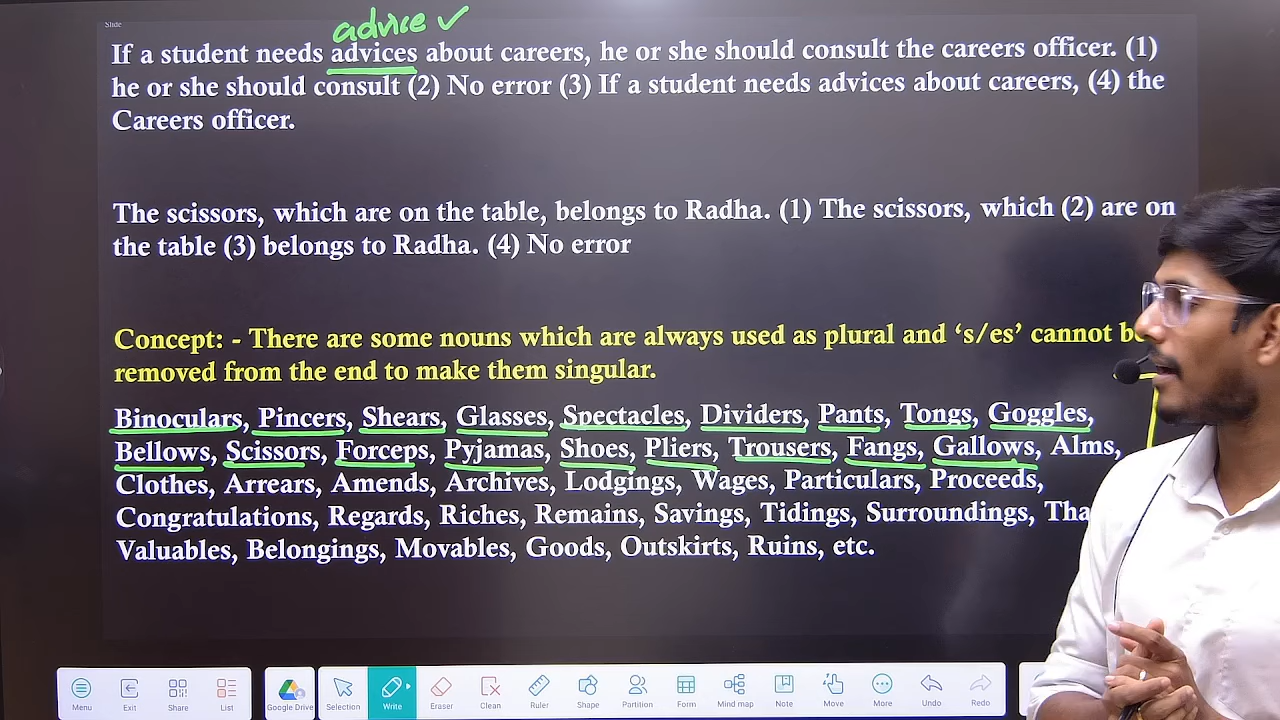 Slide
advice ✓
If a student needs advices about careers, he or she should consult the careers officer. (1)
he or she should consult (2) No error (3) If a student needs advices about careers, (4) the
Careers officer.
The scissors, which are on the table, belongs to Radha. (1) The scissors, which (2) are on
the table (3) belongs to Radha. (4) No error
Concept: - There are some nouns which are always used as plural and ‘s/es’ cannot
removed from the end to make them singular.
Binoculars, Pincers, Shears, Glasses, Spectacles, Dividers, Pants, Tongs, Goggles,
Bellows, Scissors, Forceps, Pyjamas, Shoes, Pliers, Trousers, Fangs, Gallows, Alms,
Clothes, Arrears, Amends, Archives, Lodgings, Wages, Particulars, Proceeds,
Congratulations, Regards, Riches, Remains, Savings, Tidings, Surroundings,
Valuables, Belongings, Movables, Goods, Outskirts, Ruins, etc.
Menu Exit Share List Google Drive Selection Write Eraser Clean Ruler Shape Partition Form Mind map Note Move More Undo Redo